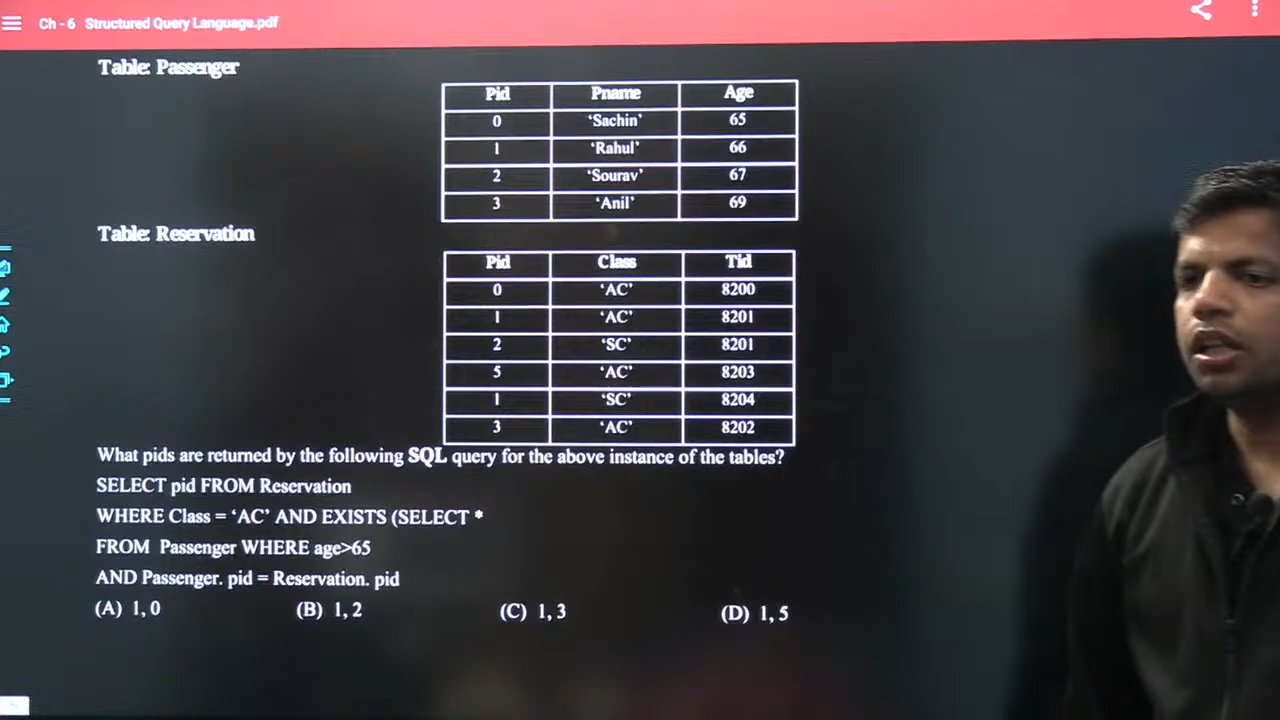 Ch - 6 Structured Query Language.pdf
Table: Passenger
Pid Pname Age
0 ‘Sachin’ 65
1 ‘Rahul’ 66
2 ‘Sourav’ 67
3 ‘Anil’ 69
Table: Reservation
Pid Class Tid
0 ‘AC’ 8200
1 ‘AC’ 8201
2 ‘SC’ 8201
5 ‘AC’ 8203
1 ‘SC’ 8204
3 ‘AC’ 8202
What pids are returned by the following SQL query for the above instance of the tables?
SELECT pid FROM Reservation
WHERE Class = ‘AC’ AND EXISTS (SELECT *
FROM Passenger WHERE age>65
AND Passenger. pid = Reservation. pid
(A) 1, 0 (B) 1, 2 (C) 1, 3 (D) 1, 5